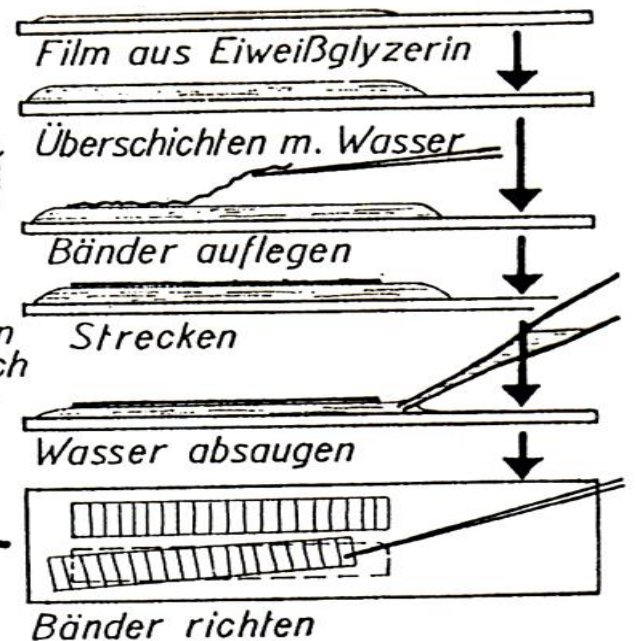 Film aus Eiweißglyzerin
Überschichten m. Wasser
Bänder auflegen
Strecken
Wasser absaugen
Bänder richten